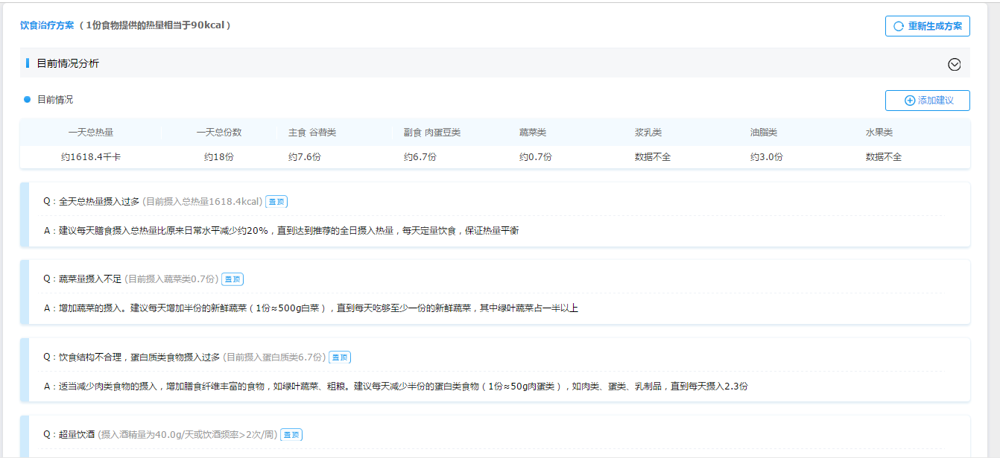 饮食治疗方案 （ 1份食物提供的热量相当于90kcal ）
重新生成方案
目前情况分析
目前情况
添加建议
一天总热量 一天总份数 主食 谷薯类 副食 肉蛋豆类 蔬菜类 浆乳类 油脂类 水果类
约1618.4千卡 约18份 约7.6份 约6.7份 约0.7份 数据不全 约3.0份 数据不全
Q：全天总热量摄入过多 (目前摄入总热量1618.4kcal) 置顶
A：建议每天膳食摄入总热量比原来日常水平减少约20%，直到达到推荐的全日摄入热量，每天定量饮食，保证热量平衡
Q：蔬菜量摄入不足 (目前摄入蔬菜类0.7份) 置顶
A：增加蔬菜的摄入。建议每天增加半份的新鲜蔬菜（1份≈500g白菜），直到每天吃够至少一份的新鲜蔬菜，其中绿叶蔬菜占一半以上
Q：饮食结构不合理，蛋白质类食物摄入过多 (目前摄入蛋白质类6.7份) 置顶
A：适当减少肉类食物的摄入，增加膳食纤维丰富的食物，如绿叶蔬菜、粗粮。建议每天减少半份的蛋白类食物（1份≈50g肉蛋类），如肉类、蛋类、乳制品，直到每天摄入2.3份
Q：超量饮酒 (摄入酒精量为40.0g/天或饮酒频率>2次/周) 置顶